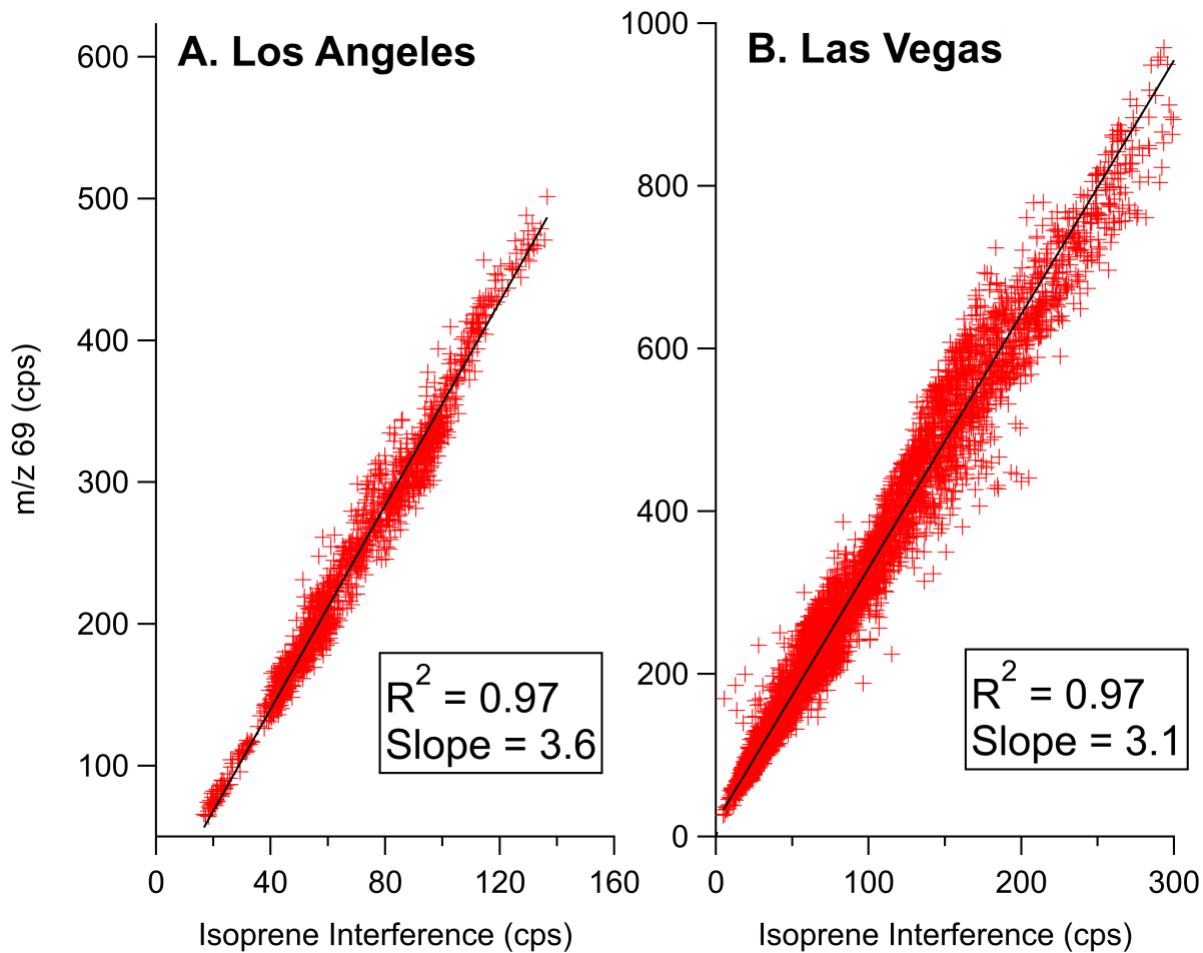 A. Los Angeles
600
500
400
300
200
100
m/z 69 (cps)
R² = 0.97
Slope = 3.6
0 40 80 120 160
Isoprene Interference (cps)
B. Las Vegas
1000
800
600
400
200
0
R² = 0.97
Slope = 3.1
0 100 200 300
Isoprene Interference (cps)